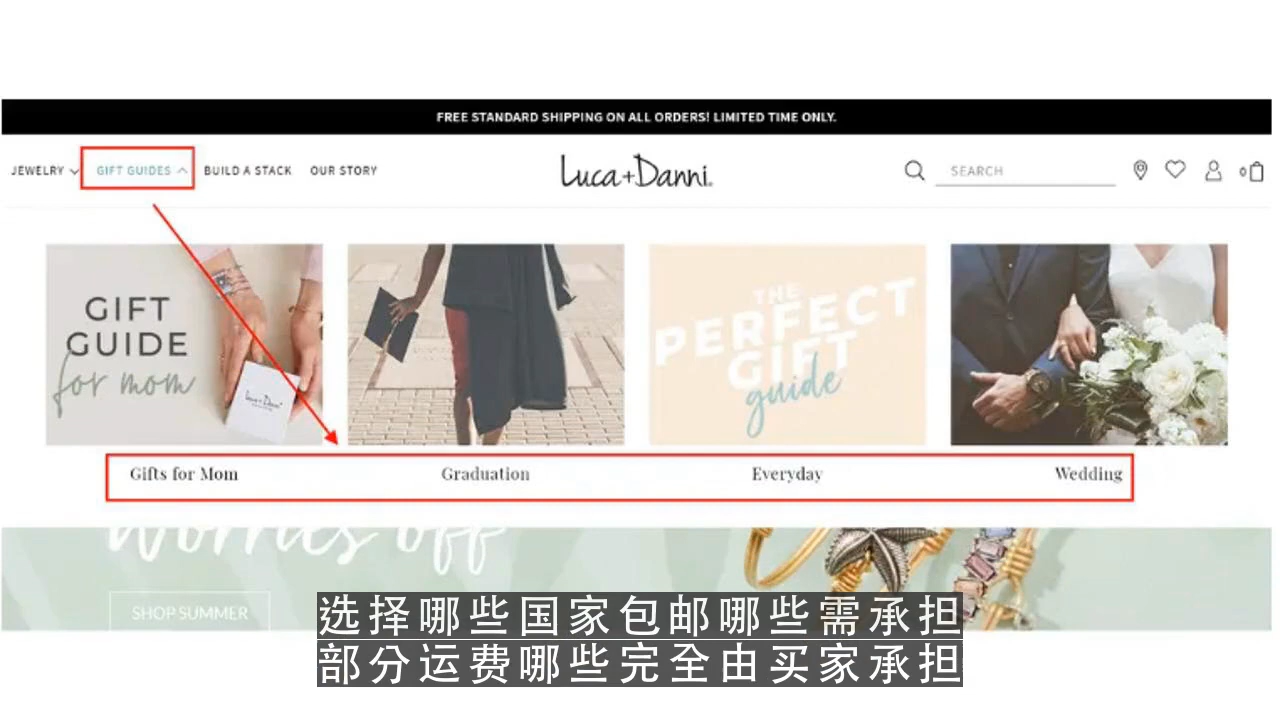 FREE STANDARD SHIPPING ON ALL ORDERS! LIMITED TIME ONLY.
JEWELRY GIFT GUIDES BUILD A STACK OUR STORY
Luca+Danni.
SEARCH
0
GIFT
GUIDE
for mom
Luca+Danni
THE
PERFECT
GIFT
guide
Gifts for Mom Graduation Everyday Wedding
worries off
SHOP SUMMER
选择哪些国家包邮哪些需承担
部分运费哪些完全由买家承担